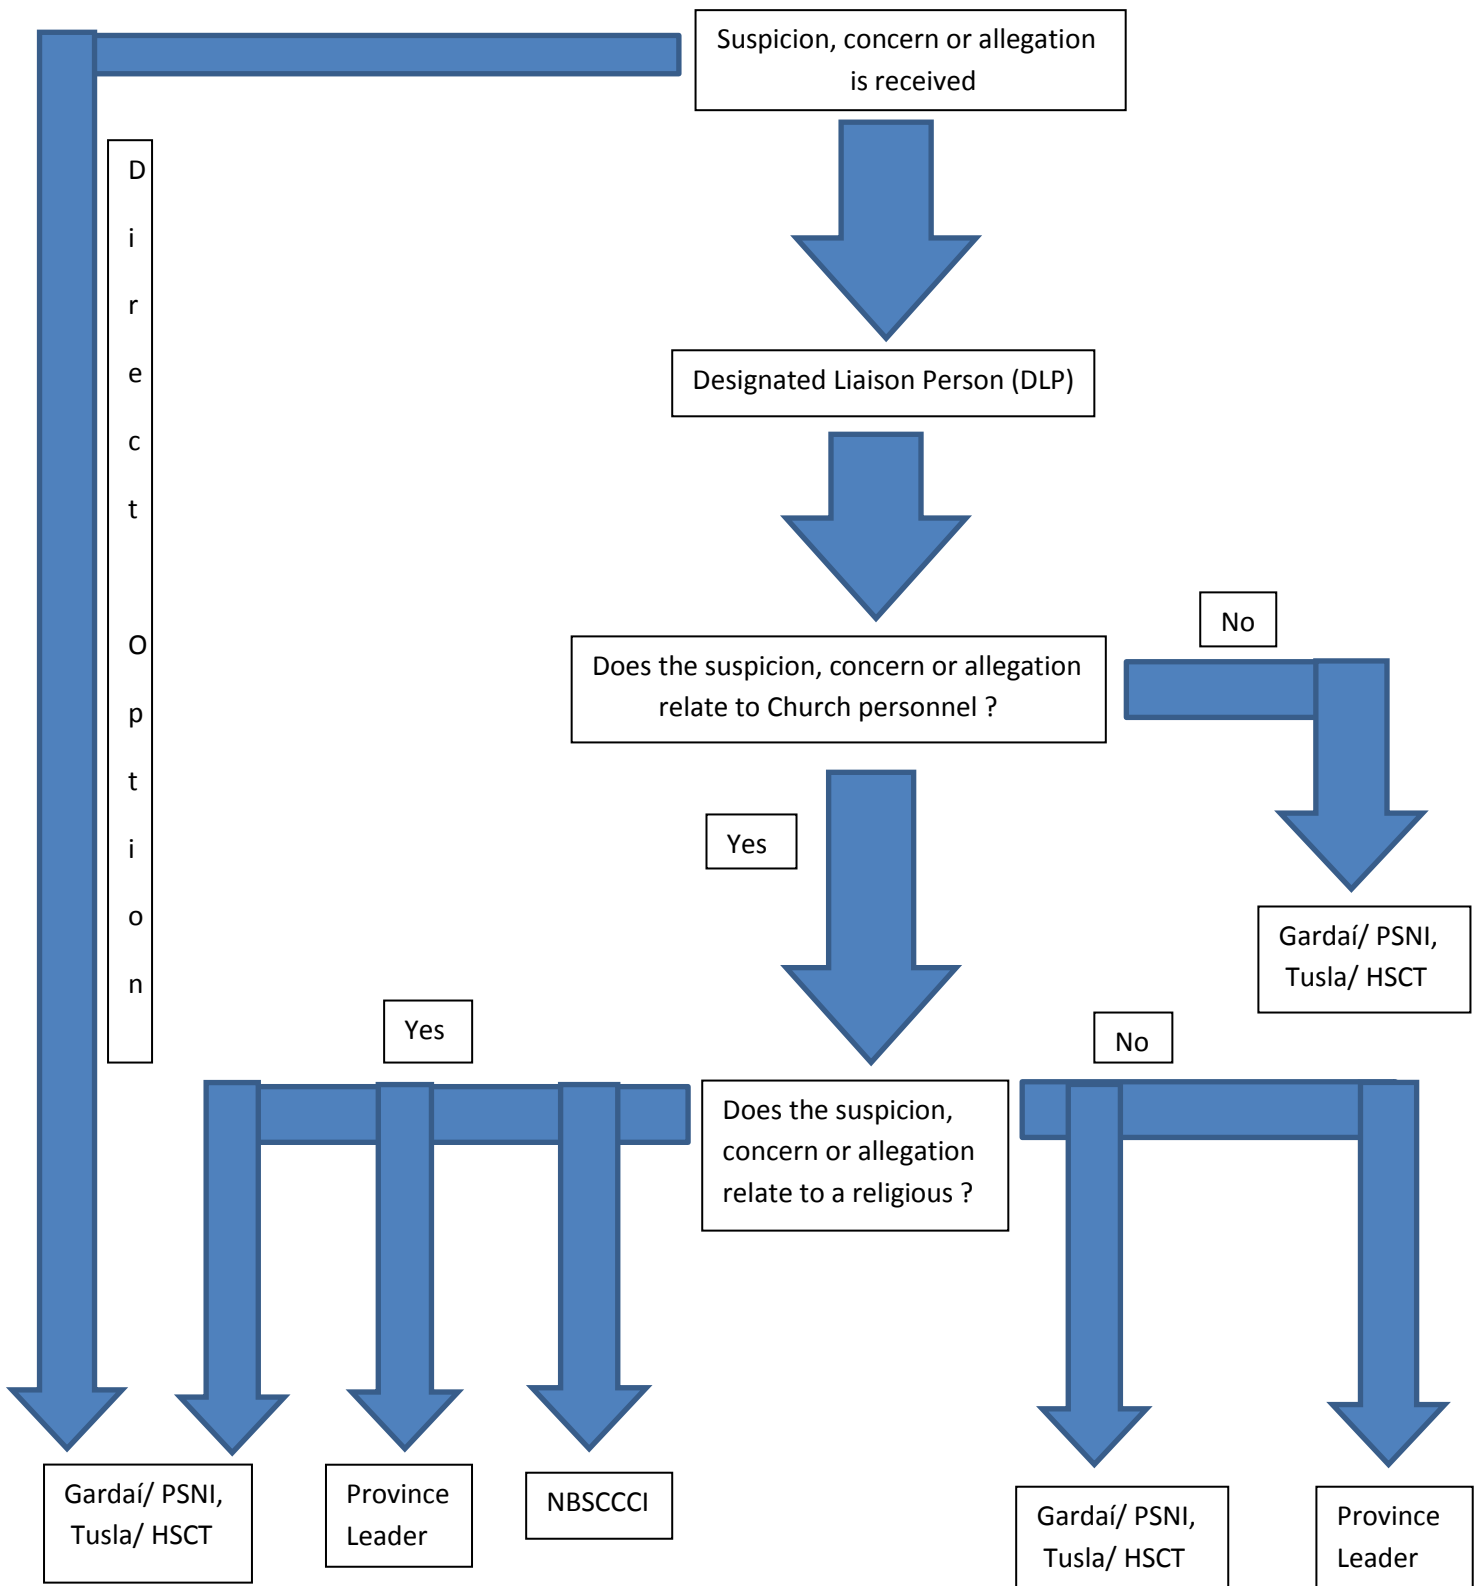 Suspicion, concern or allegation
is received
Direct Option
Designated Liaison Person (DLP)
No
Does the suspicion, concern or allegation
relate to Church personnel ?
Yes
Gardaí/ PSNI,
Tusla/ HSCT
Yes
No
Does the suspicion,
concern or allegation
relate to a religious ?
Gardaí/ PSNI,
Tusla/ HSCT
Province
Leader
NBSCCCI
Gardaí/ PSNI,
Tusla/ HSCT
Province
Leader